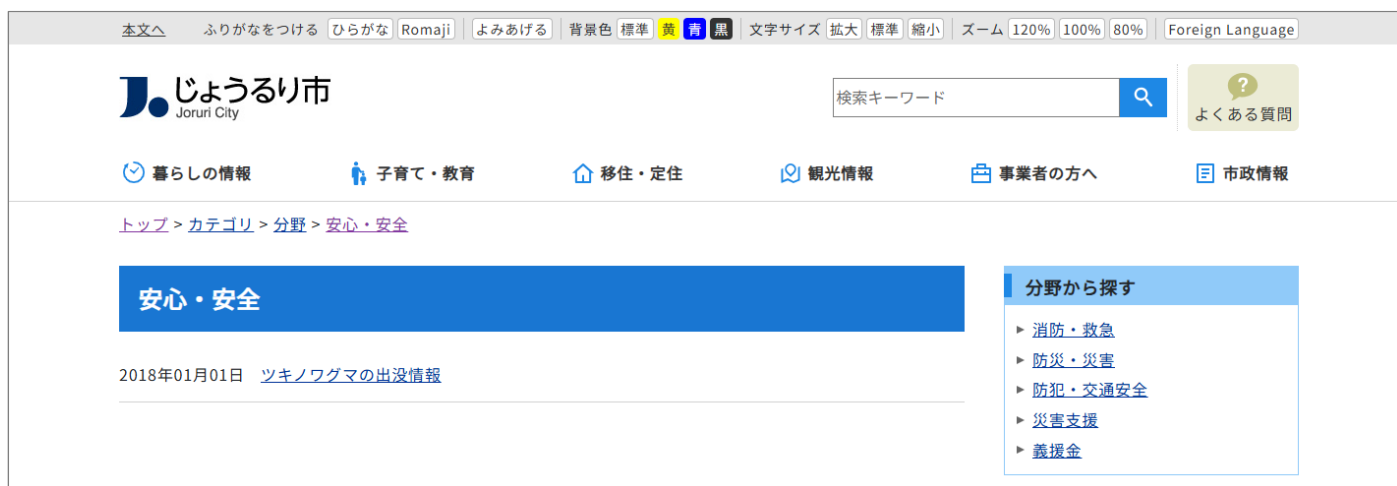 本文へ ふりがなをつける ひらがな Romaji よみあげる 背景色 標準 黄 青 黒 文字サイズ 拡大 標準 縮小 ズーム 120% 100% 80% Foreign Language
じょうるり市
Joruri City
検索キーワード
?
よくある質問
暮らしの情報 子育て・教育 移住・定住 観光情報 事業者の方へ 市政情報
トップ > カテゴリ > 分野 > 安心・安全
安心・安全
2018年01月01日 ツキノワグマの出没情報
分野から探す
消防・救急
防災・災害
防犯・交通安全
災害支援
義援金